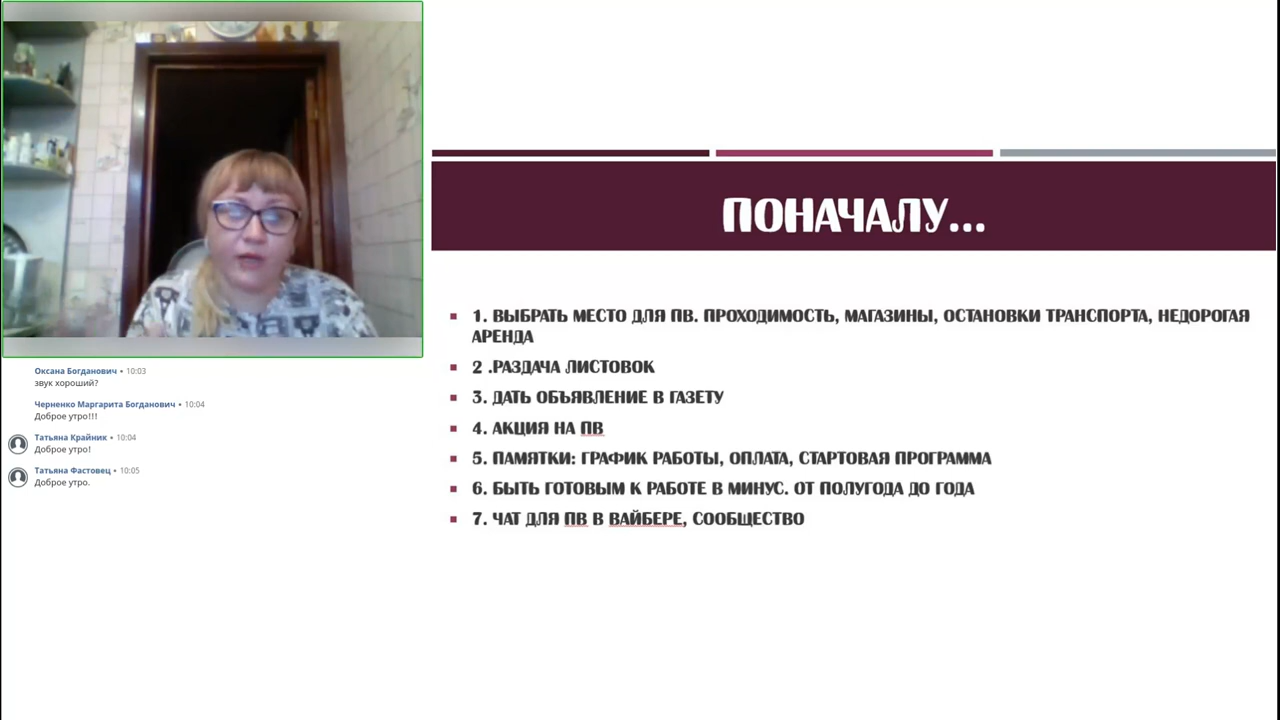 Оксана Богданович • 10:03
звук хороший?
Черненко Маргарита Богданович • 10:04
Доброе утро!!!
Татьяна Крайник • 10:04
Доброе утро!
Татьяна Фастовец • 10:05
Доброе утро.
ПОНАЧАЛУ...
1. ВЫБРАТЬ МЕСТО ДЛЯ ПВ. ПРОХОДИМОСТЬ, МАГАЗИНЫ, ОСТАНОВКИ ТРАНСПОРТА, НЕДОРОГАЯ
АРЕНДА
2 .РАЗДАЧА ЛИСТОВОК
3. ДАТЬ ОБЪЯВЛЕНИЕ В ГАЗЕТУ
4. АКЦИЯ НА ПВ
5. ПАМЯТКИ: ГРАФИК РАБОТЫ, ОПЛАТА, СТАРТОВАЯ ПРОГРАММА
6. БЫТЬ ГОТОВЫМ К РАБОТЕ В МИНУС. ОТ ПОЛУГОДА ДО ГОДА
7. ЧАТ ДЛЯ ПВ В ВАЙБЕРЕ, СООБЩЕСТВО